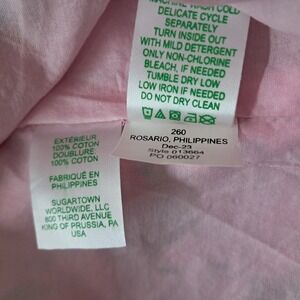 MACHINE WASH COLD
DELICATE CYCLE
SEPARATELY
TURN INSIDE OUT
WITH MILD DETERGENT
ONLY NON-CHLORINE
BLEACH, IF NEEDED
TUMBLE DRY LOW
LOW IRON IF NEEDED
DO NOT DRY CLEAN
260
ROSARIO, PHILIPPINES
Dec-23
Style 013664
PO 060027
EXTÉRIEUR
100% COTON
DOUBLURE
100% COTON
FABRIQUÉ EN
PHILIPPINES
SUGARTOWN
WORLDWIDE, LLC
800 THIRD AVENUE
KING OF PRUSSIA, PA
USA